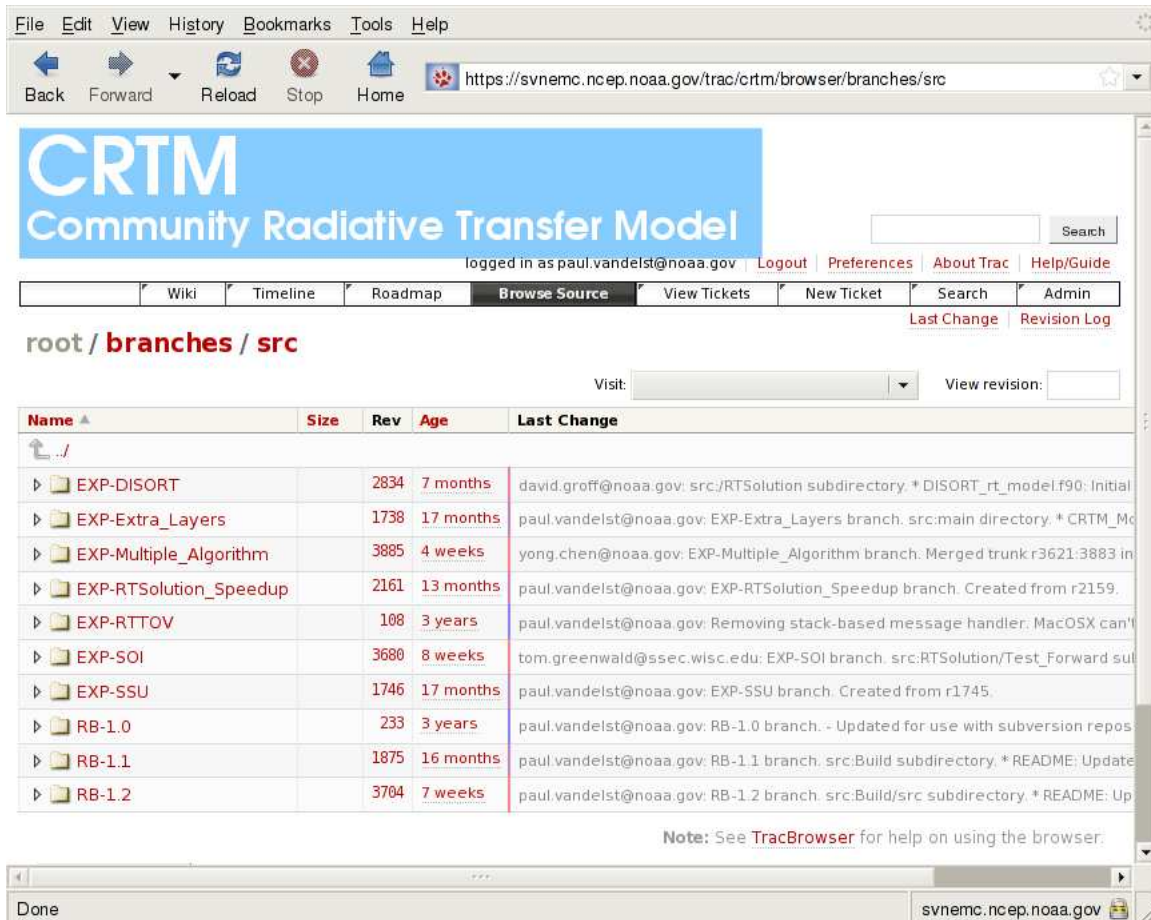 File Edit View History Bookmarks Tools Help
Back Forward Reload Stop Home https://svnemc.ncep.noaa.gov/trac/crtm/browser/branches/src
CRTM
Community Radiative Transfer Model
Search
logged in as paul.vandelst@noaa.gov Logout Preferences About Trac Help/Guide
Wiki Timeline Roadmap Browse Source View Tickets New Ticket Search Admin
Last Change Revision Log
root / branches / src
Visit: View revision:
Name Size Rev Age Last Change
../
EXP-DISORT 2834 7 months david.groff@noaa.gov: src:/RTSolution subdirectory. * DISORT_rt_model.f90: Initial
EXP-Extra_Layers 1738 17 months paul.vandelst@noaa.gov: EXP-Extra_Layers branch. src:main directory. * CRTM_Mo
EXP-Multiple_Algorithm 3885 4 weeks yong.chen@noaa.gov: EXP-Multiple_Algorithm branch. Merged trunk r3621:3883 in
EXP-RTSolution_Speedup 2161 13 months paul.vandelst@noaa.gov: EXP-RTSolution_Speedup branch. Created from r2159.
EXP-RTTOV 108 3 years paul.vandelst@noaa.gov: Removing stack-based message handler. MacOSX can't
EXP-SOI 3680 8 weeks tom.greenwald@ssec.wisc.edu: EXP-SOI branch. src:RTSolution/Test_Forward sul
EXP-SSU 1746 17 months paul.vandelst@noaa.gov: EXP-SSU branch. Created from r1745.
RB-1.0 233 3 years paul.vandelst@noaa.gov: RB-1.0 branch. - Updated for use with subversion repos
RB-1.1 1875 16 months paul.vandelst@noaa.gov: RB-1.1 branch. src:Build subdirectory. * README: Update
RB-1.2 3704 7 weeks paul.vandelst@noaa.gov: RB-1.2 branch. src:Build/src subdirectory. * README: Up
Note: See TracBrowser for help on using the browser.
Done svnemc.ncep.noaa.gov